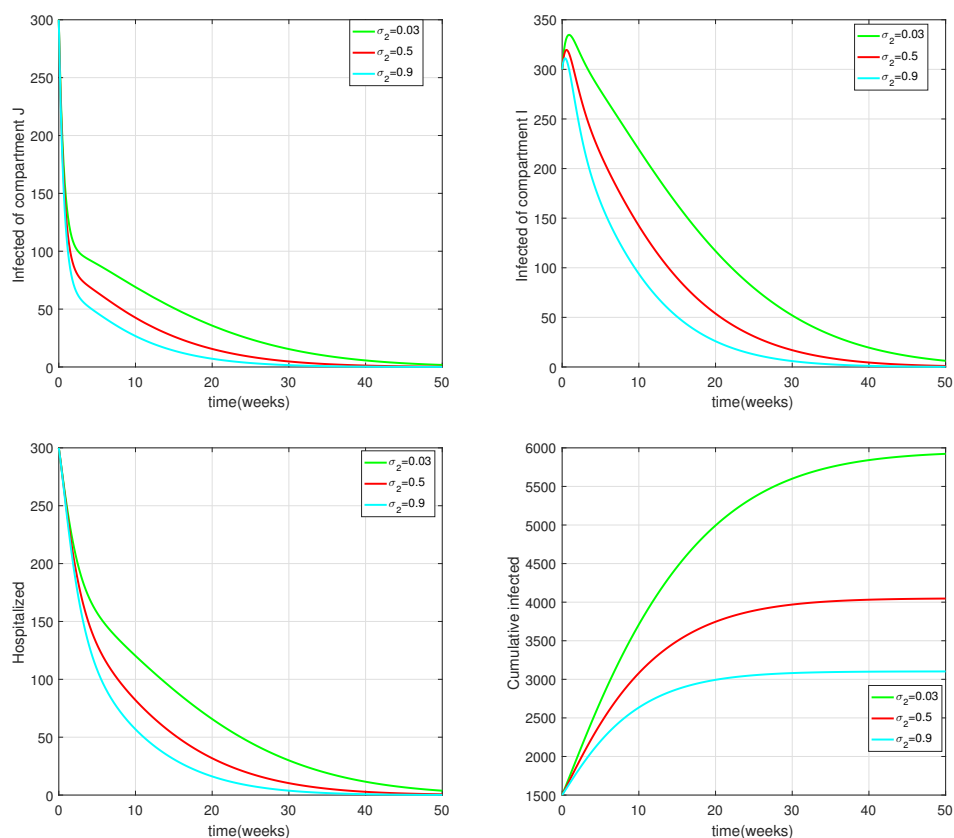 Infected of compartment J
300
250
200
150
100
50
0
0 10 20 30 40 50
time(weeks)
σ2=0.03
σ2=0.5
σ2=0.9
Infected of compartment I
350
300
250
200
150
100
50
0
0 10 20 30 40 50
time(weeks)
σ2=0.03
σ2=0.5
σ2=0.9
Hospitalized
300
250
200
150
100
50
0
0 10 20 30 40 50
time(weeks)
σ2=0.03
σ2=0.5
σ2=0.9
Cumulative infected
6000
5500
5000
4500
4000
3500
3000
2500
2000
1500
0 10 20 30 40 50
time(weeks)
σ2=0.03
σ2=0.5
σ2=0.9